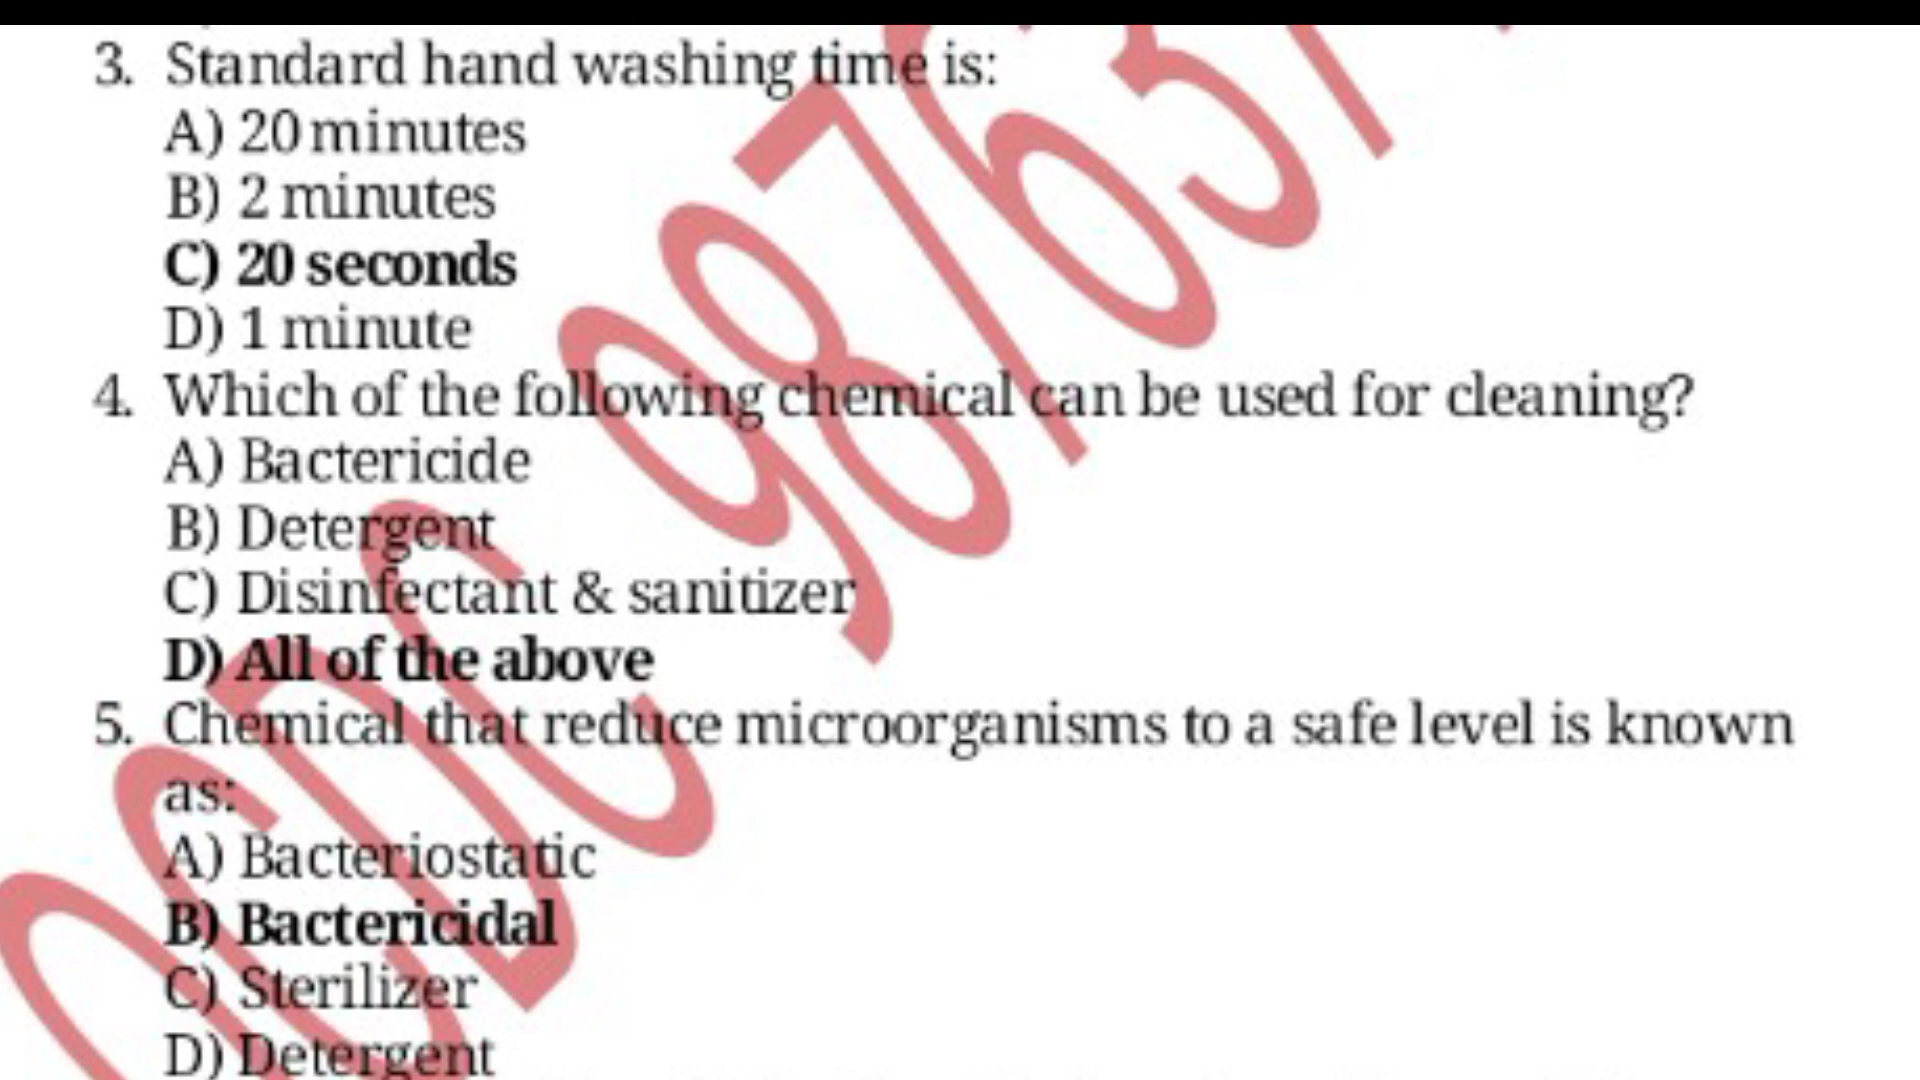 3. Standard hand washing time is:
A) 20 minutes
B) 2 minutes
C) 20 seconds
D) 1 minute
4. Which of the following chemical can be used for cleaning?
A) Bactericide
B) Detergent
C) Disinfectant & sanitizer
D) All of the above
5. Chemical that reduce microorganisms to a safe level is known
as:
A) Bacteriostatic
B) Bactericidal
C) Sterilizer
D) Detergent